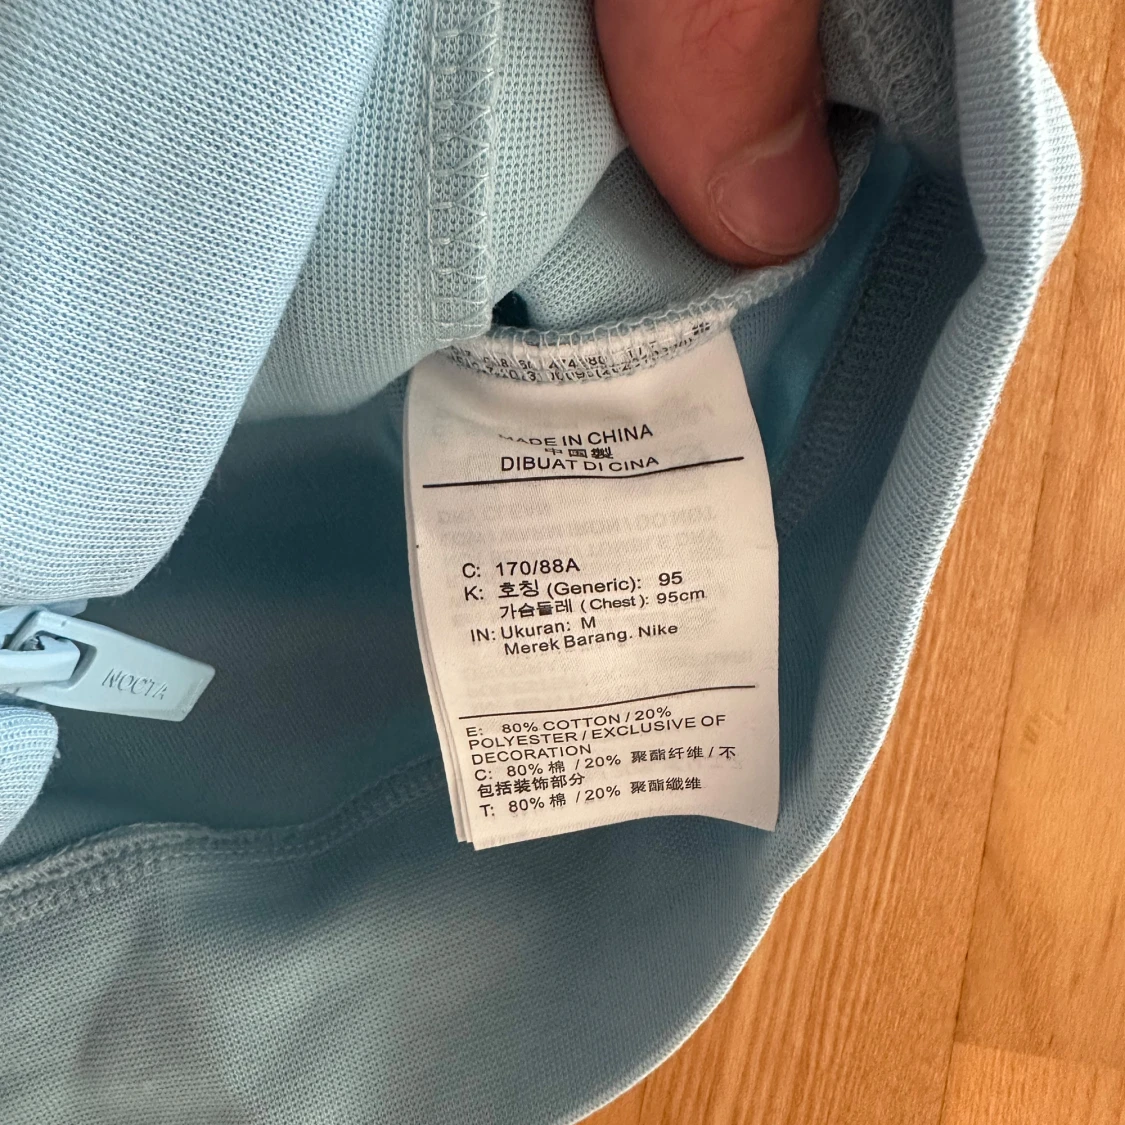 MADE IN CHINA
中國製
DIBUAT DI CINA
C: 170/88A
K: 호칭 (Generic): 95
가슴둘레 (Chest): 95cm
IN: Ukuran: M
Merek Barang. Nike
E: 80% COTTON / 20%
POLYESTER / EXCLUSIVE OF
DECORATION
C: 80% 棉 / 20% 聚酯纤维 / 不
包括装饰部分
T: 80% 棉 / 20% 聚酯纖維
NOCTA